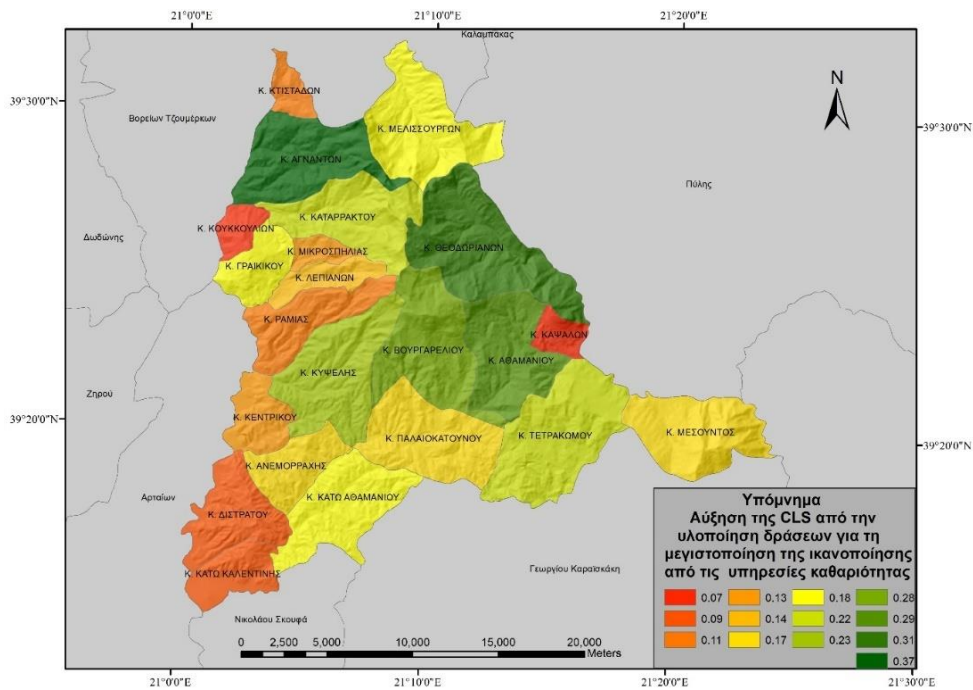 21°0'0"E
21°10'0"E
21°20'0"E
Καλαμπάκας
39°30'0"N
Κ. ΚΤΙΣΤΑΔΩΝ
Βορείων Τζουμέρκων
Κ. ΜΕΛΙΣΣΟΥΡΓΩΝ
N
39°30'0"N
Κ. ΑΓΝΑΝΤΩΝ
Πύλης
Κ. ΚΑΤΑΡΡΑΚΤΟΥ
Κ. ΚΟΥΚΚΟΥΛΙΩΝ
Δωδώνης
Κ. ΘΕΟΔΩΡΙΑΝΩΝ
Κ. ΜΙΚΡΟΣΠΗΛΙΑΣ
Κ. ΓΡΑΙΚΙΚΟΥ
Κ. ΛΕΠΙΑΝΩΝ
Κ. ΡΑΜΙΑΣ
Κ. ΚΑΨΑΛΩΝ
Κ. ΒΟΥΡΓΑΡΕΛΙΟΥ
Κ. ΑΘΑΜΑΝΙΟΥ
Κ. ΚΥΨΕΛΗΣ
Ζηρού
39°20'0"N
Κ. ΚΕΝΤΡΙΚΟΥ
Κ. ΠΑΛΑΙΟΚΑΤΟΥΝΟΥ
Κ. ΤΕΤΡΑΚΩΜΟΥ
Κ. ΜΕΣΟΥΝΤΟΣ
39°20'0"N
Κ. ΑΝΕΜΟΡΡΑΧΗΣ
Αρταίων
Κ. ΚΑΤΩ ΑΘΑΜΑΝΙΟΥ
Κ. ΔΙΣΤΡΑΤΟΥ
Κ. ΚΑΤΩ ΚΑΛΕΝΤΙΝΗΣ
Γεωργίου Καραϊσκάκη
Νικολάου Σκουφά
Υπόμνημα
Αύξηση της CLS από την
υλοποίηση δράσεων για τη
μεγιστοποίηση της ικανοποίησης
από τις υπηρεσίες καθαριότητας
0.07 0.13 0.18 0.28
0.09 0.14 0.22 0.29
0.11 0.17 0.23 0.31
0.37
0 2,500 5,000 10,000 15,000 20,000
Meters
21°0'0"E
21°10'0"E
21°20'0"E
21°30'0"E